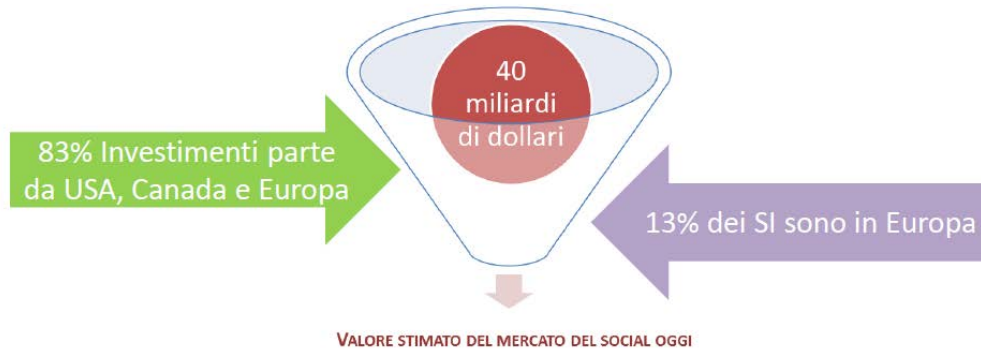 40
miliardi
di dollari
83% Investimenti parte
da USA, Canada e Europa
13% dei SI sono in Europa
VALORE STIMATO DEL MERCATO DEL SOCIAL OGGI